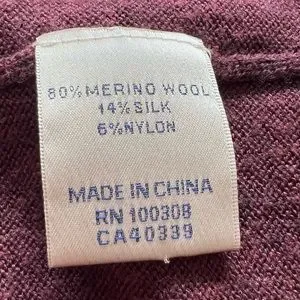 80% MERINO WOOL
14% SILK
6% NYLON
MADE IN CHINA
RN 100308
CA40339